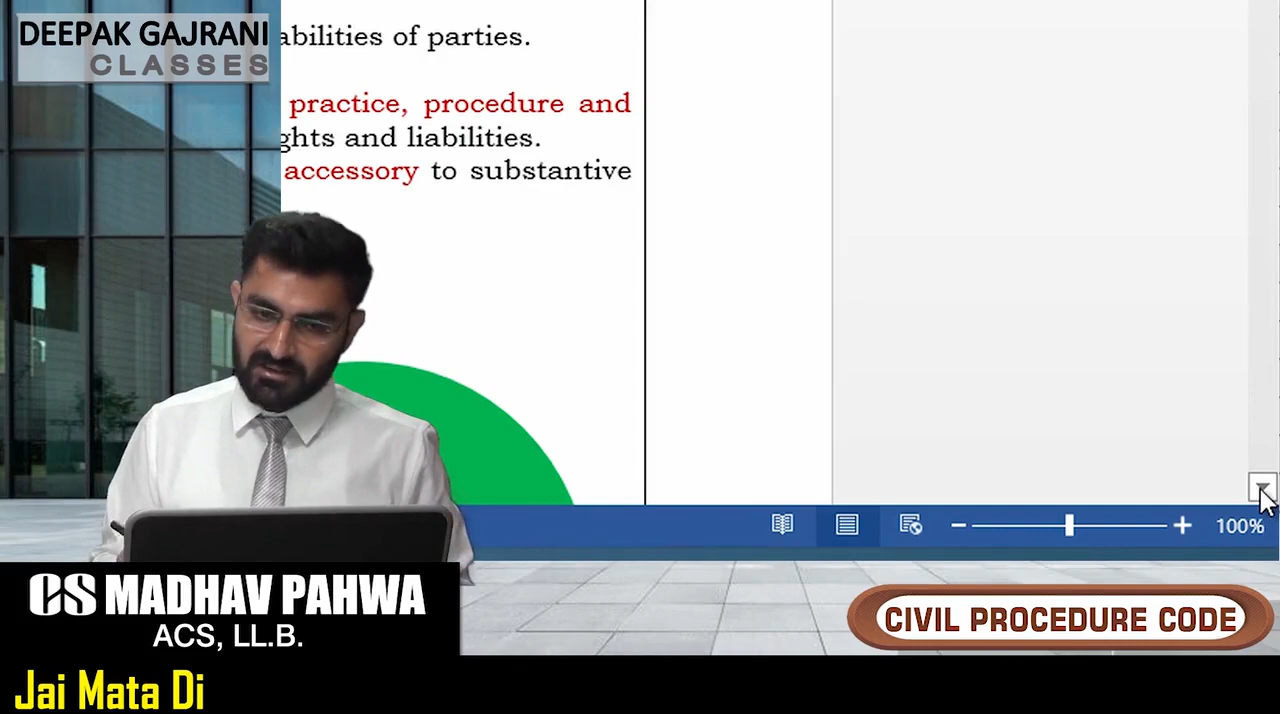 DEEPAK GAJRANI
CLASSES
abilities of parties.
practice, procedure and
ghts and liabilities.
accessory to substantive
100%
CS MADHAV PAHWA
ACS, LL.B.
CIVIL PROCEDURE CODE
Jai Mata Di